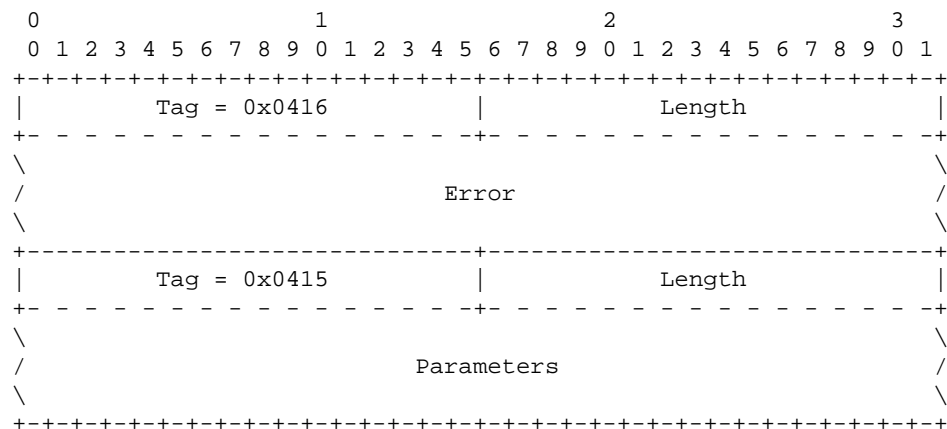 0                   1                   2                   3
 0 1 2 3 4 5 6 7 8 9 0 1 2 3 4 5 6 7 8 9 0 1 2 3 4 5 6 7 8 9 0 1
+-+-+-+-+-+-+-+-+-+-+-+-+-+-+-+-+-+-+-+-+-+-+-+-+-+-+-+-+-+-+-+-+
|         Tag = 0x0416          |            Length             |
+- - - - - - - - - - - - - - - -+- - - - - - - - - - - - - - - -+
\                                                               \
/                             Error                             /
\                                                               \
+-------------------------------+-------------------------------+
|         Tag = 0x0415          |            Length             |
+- - - - - - - - - - - - - - - -+- - - - - - - - - - - - - - - -+
\                                                               \
/                           Parameters                          /
\                                                               \
+-+-+-+-+-+-+-+-+-+-+-+-+-+-+-+-+-+-+-+-+-+-+-+-+-+-+-+-+-+-+-+-+